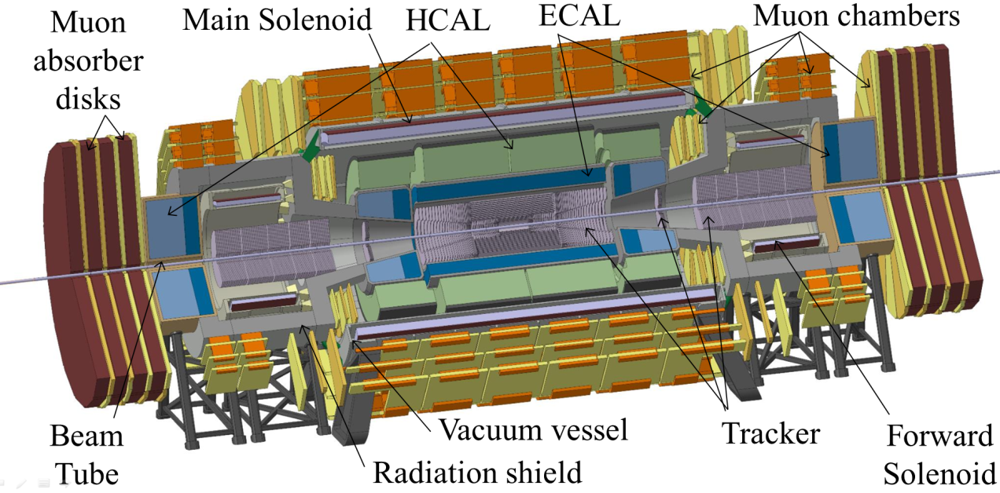 Muon
absorber
disks
Main Solenoid
HCAL
ECAL
Muon chambers
Beam
Tube
Radiation shield
Vacuum vessel
Tracker
Forward
Solenoid